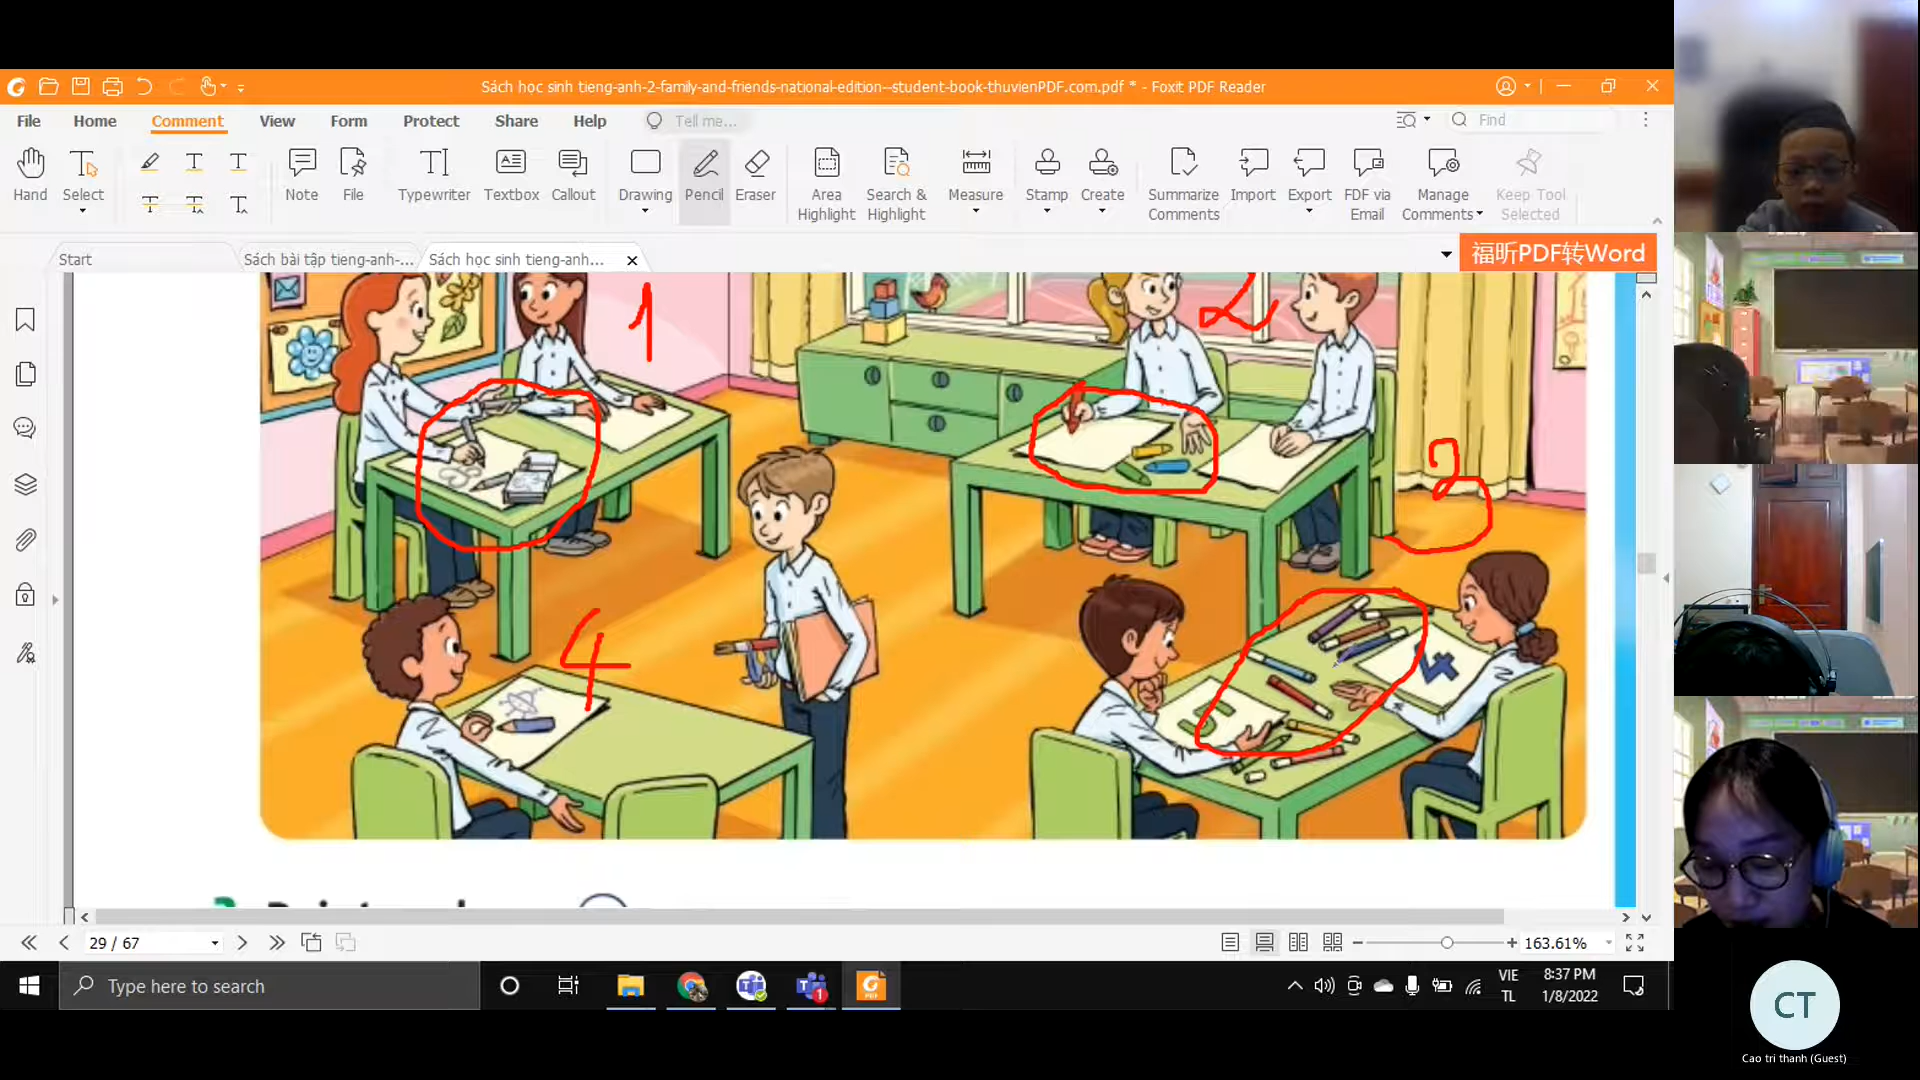 Sách học sinh tieng-anh-2-family-and-friends-national-edition--student-book-thuvienPDF.com.pdf * - Foxit PDF Reader
File Home Comment View Form Protect Share Help Tell me... Find
Hand Select Note File Typewriter Textbox Callout Drawing Pencil Eraser Area Highlight Search & Highlight Measure Stamp Create Summarize Comments Import Export FDF via Email Manage Comments Keep Tool Selected
Start Sách bài tập tieng-anh-... Sách học sinh tieng-anh... 福昕PDF转Word
1
2
3
4
4
5
29 / 67
163.61%
Type here to search
VIE
TL
8:37 PM
1/8/2022
CT
Cao tri thanh (Guest)